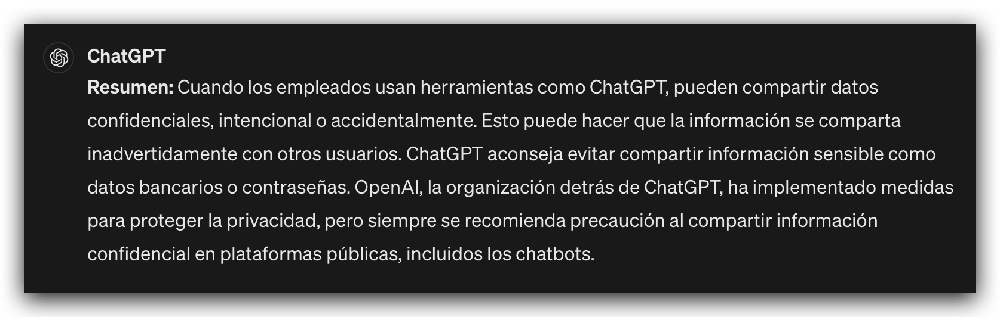 ChatGPT
Resumen: Cuando los empleados usan herramientas como ChatGPT, pueden compartir datos
confidenciales, intencional o accidentalmente. Esto puede hacer que la información se comparta
inadvertidamente con otros usuarios. ChatGPT aconseja evitar compartir información sensible como
datos bancarios o contraseñas. OpenAI, la organización detrás de ChatGPT, ha implementado medidas
para proteger la privacidad, pero siempre se recomienda precaución al compartir información
confidencial en plataformas públicas, incluidos los chatbots.